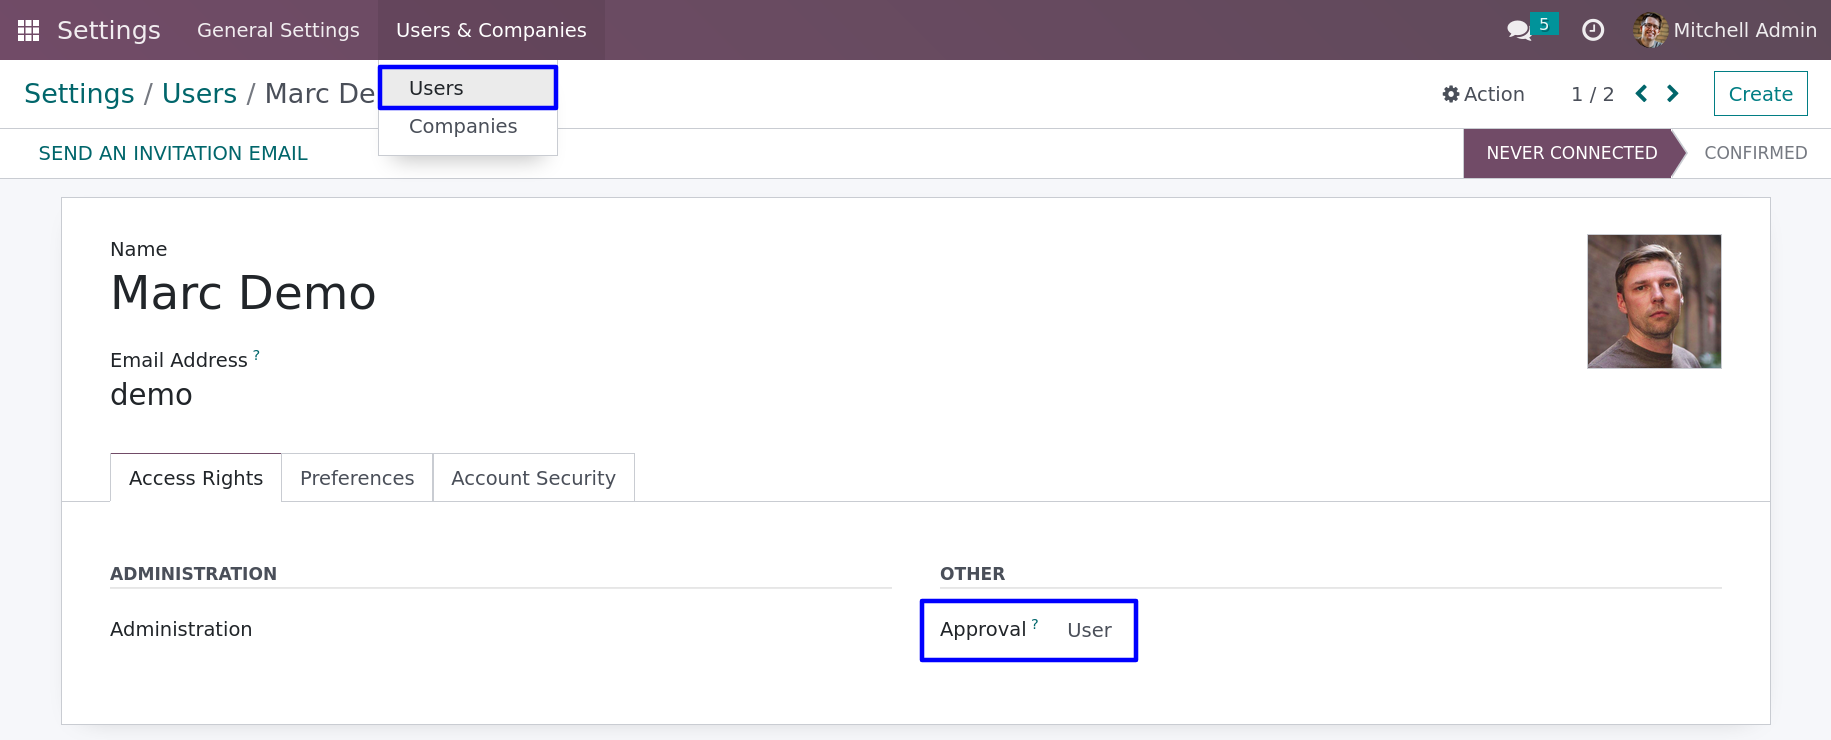 Settings General Settings Users & Companies 5 Mitchell Admin
Settings / Users / Marc De Action 1 / 2 Create
Users
Companies
SEND AN INVITATION EMAIL NEVER CONNECTED CONFIRMED
Name
Marc Demo
Email Address ?
demo
Access Rights Preferences Account Security
ADMINISTRATION OTHER
Administration Approval ? User